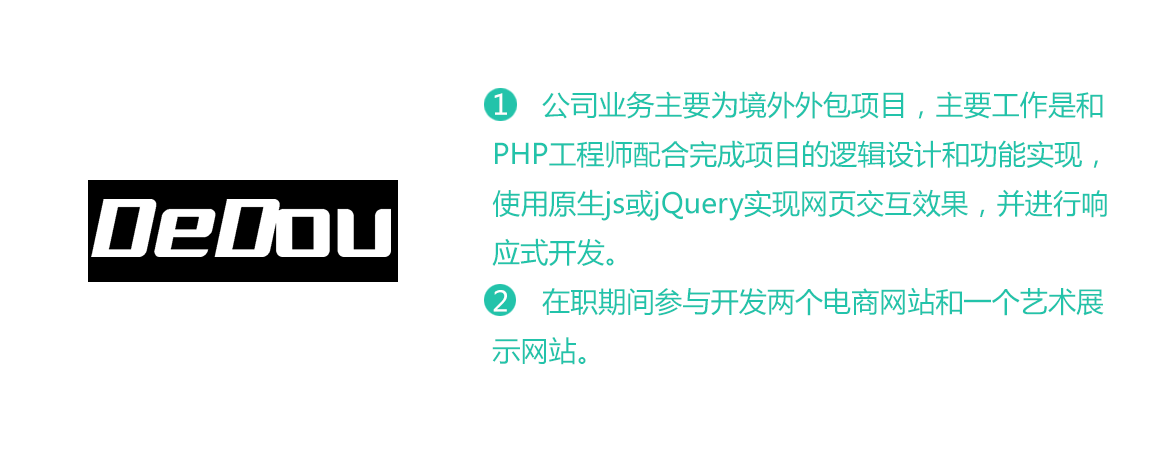 DeDou
1 公司业务主要为境外外包项目，主要工作是和
PHP工程师配合完成项目的逻辑设计和功能实现，
使用原生js或jQuery实现网页交互效果，并进行响
应式开发。
2 在职期间参与开发两个电商网站和一个艺术展
示网站。